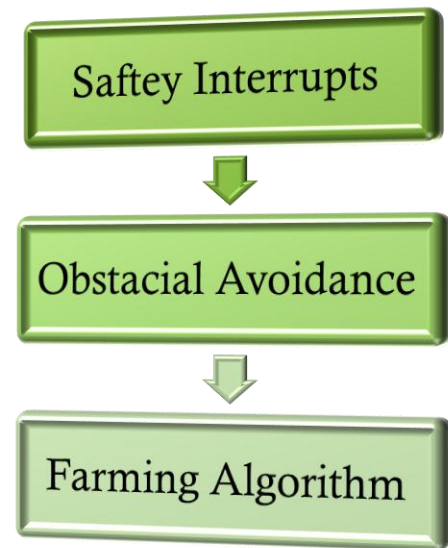 Saftey Interrupts
Obstacial Avoidance
Farming Algorithm